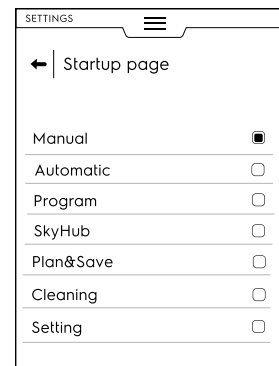 SETTINGS
Startup page
Manual
Automatic
Program
SkyHub
Plan&Save
Cleaning
Setting